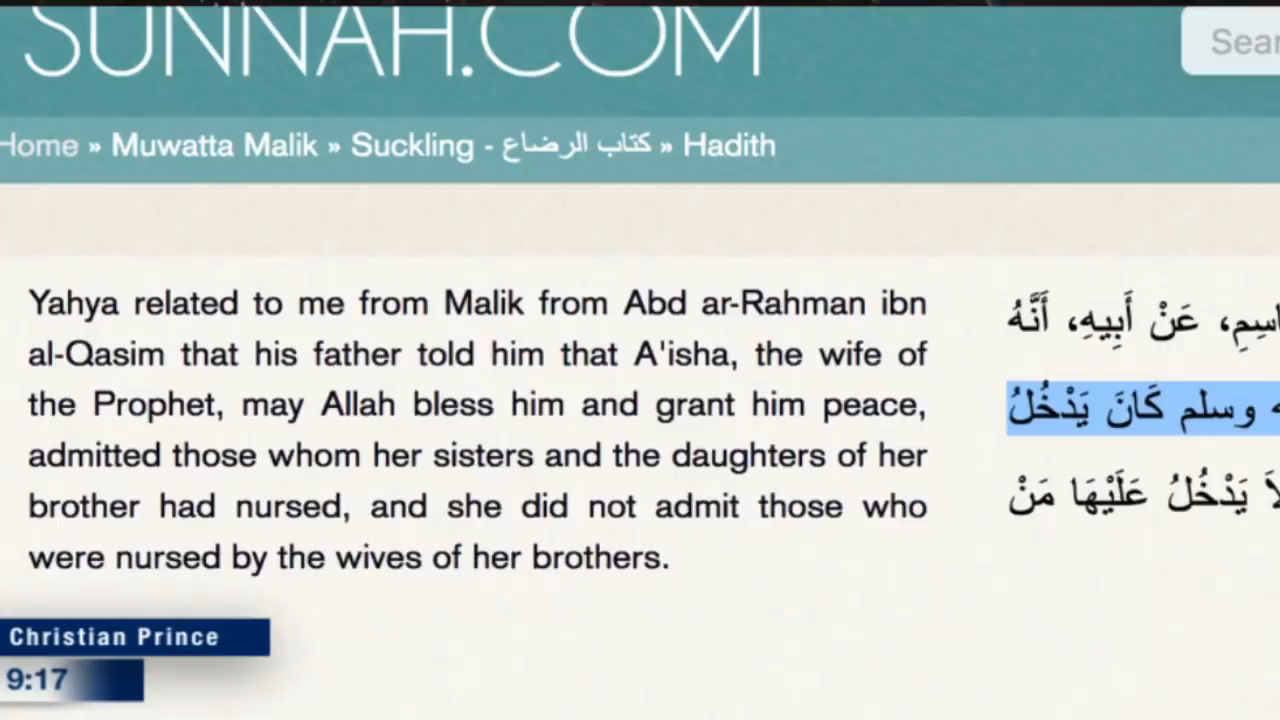 SUNNAH.COM
Sear
Home » Muwatta Malik » Suckling - كتاب الرضاع » Hadith
Yahya related to me from Malik from Abd ar-Rahman ibn
al-Qasim that his father told him that A'isha, the wife of
the Prophet, may Allah bless him and grant him peace,
admitted those whom her sisters and the daughters of her
brother had nursed, and she did not admit those who
were nursed by the wives of her brothers.
عَنْ أَبِيهِ، أَنَّهُ
وسلم كَانَ يَدْخُلُ
لاَ يَدْخُلُ عَلَيْهَا مَنْ
Christian Prince
9:17